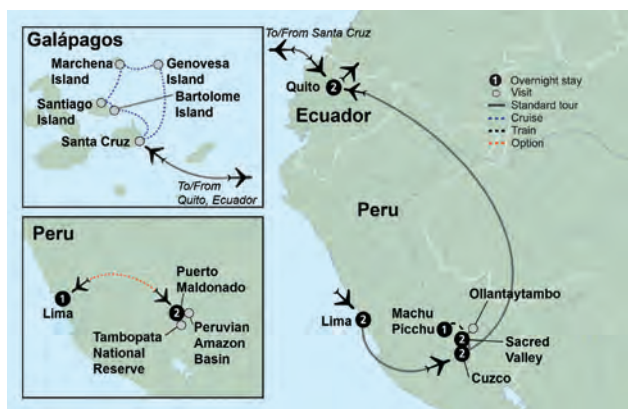 Galápagos
Marchena
Island
Genovesa
Island
Santiago
Island
Bartolome
Island
Santa Cruz
To/From
Quito, Ecuador
Peru
Puerto
Maldonado
2
1
Lima
Tambopata
National
Reserve
Peruvian
Amazon
Basin
To/From Santa Cruz
Quito
2
Ecuador
1 Overnight stay
Visit
Standard tour
Cruise
Train
Option
Peru
Ollantaytambo
Lima
2
Machu
Picchu
1
2
Sacred
Valley
2
Cuzco